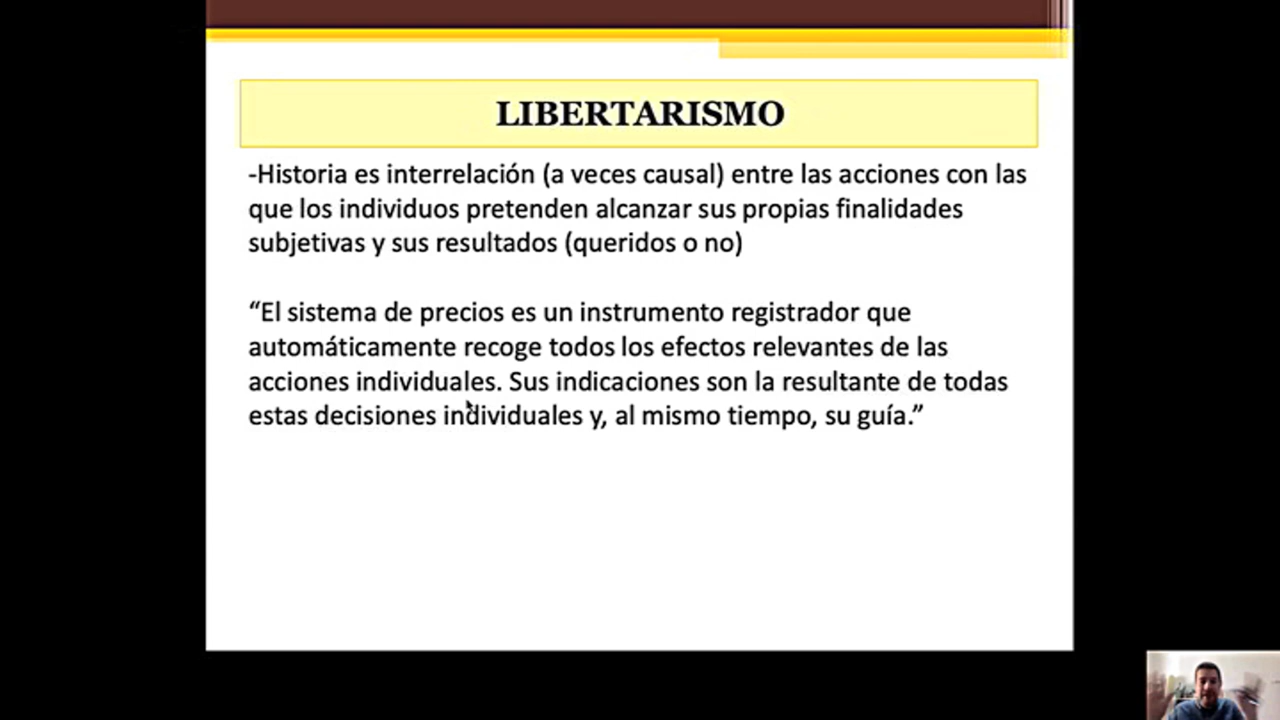 LIBERTARISMO
-Historia es interrelación (a veces causal) entre las acciones con las
que los individuos pretenden alcanzar sus propias finalidades
subjetivas y sus resultados (queridos o no)
“El sistema de precios es un instrumento registrador que
automáticamente recoge todos los efectos relevantes de las
acciones individuales. Sus indicaciones son la resultante de todas
estas decisiones individuales y, al mismo tiempo, su guía.”